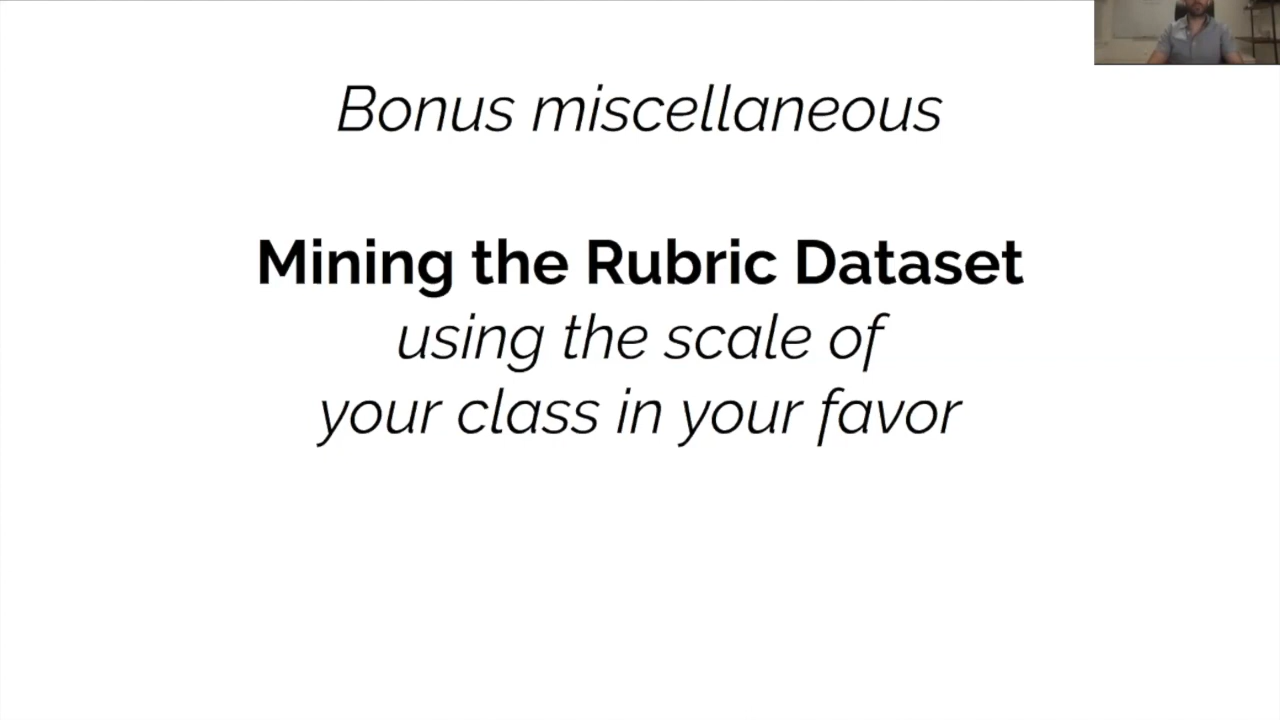 Bonus miscellaneous
Mining the Rubric Dataset
using the scale of
your class in your favor